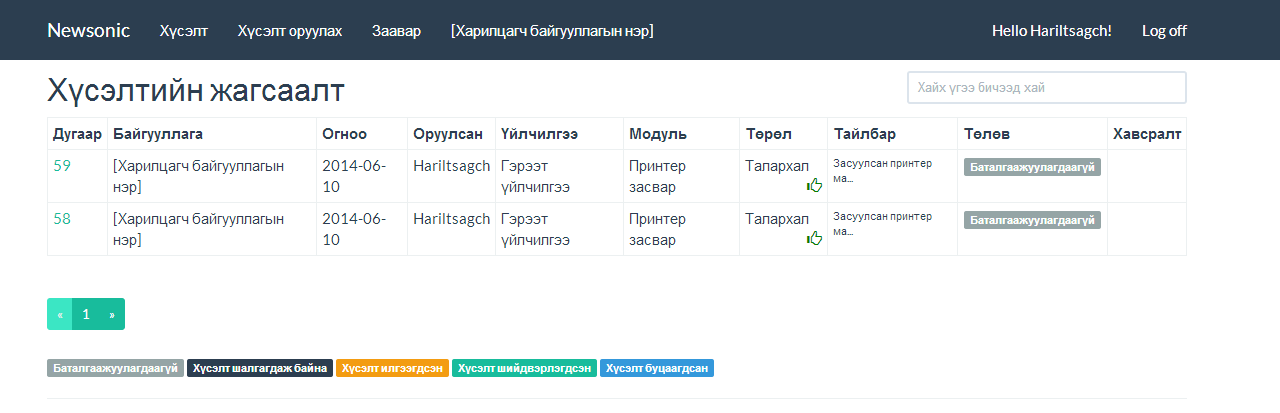 Newsonic Хүсэлт Хүсэлт оруулах Заавар [Харилцагч байгууллагын нэр] Hello Hariltsagch! Log off
Хүсэлтийн жагсаалт Хайх үгээ бичээд хай
Дугаар Байгууллага Огноо Оруулсан Үйлчилгээ Модуль Төрөл Тайлбар Төлөв Хавсралт
59 [Харилцагч байгууллагын 2014-06- Hariltsagch Гэрээт Принтер Талархал Засуулсан принтер Баталгаажуулагдаагүй
нэр] 10 үйлчилгээ засвар ма...
58 [Харилцагч байгууллагын 2014-06- Hariltsagch Гэрээт Принтер Талархал Засуулсан принтер Баталгаажуулагдаагүй
нэр] 10 үйлчилгээ засвар ма...
« 1 »
Баталгаажуулагдаагүй Хүсэлт шалгагдаж байна Хүсэлт илгээгдсэн Хүсэлт шийдвэрлэгдсэн Хүсэлт буцаагдсан